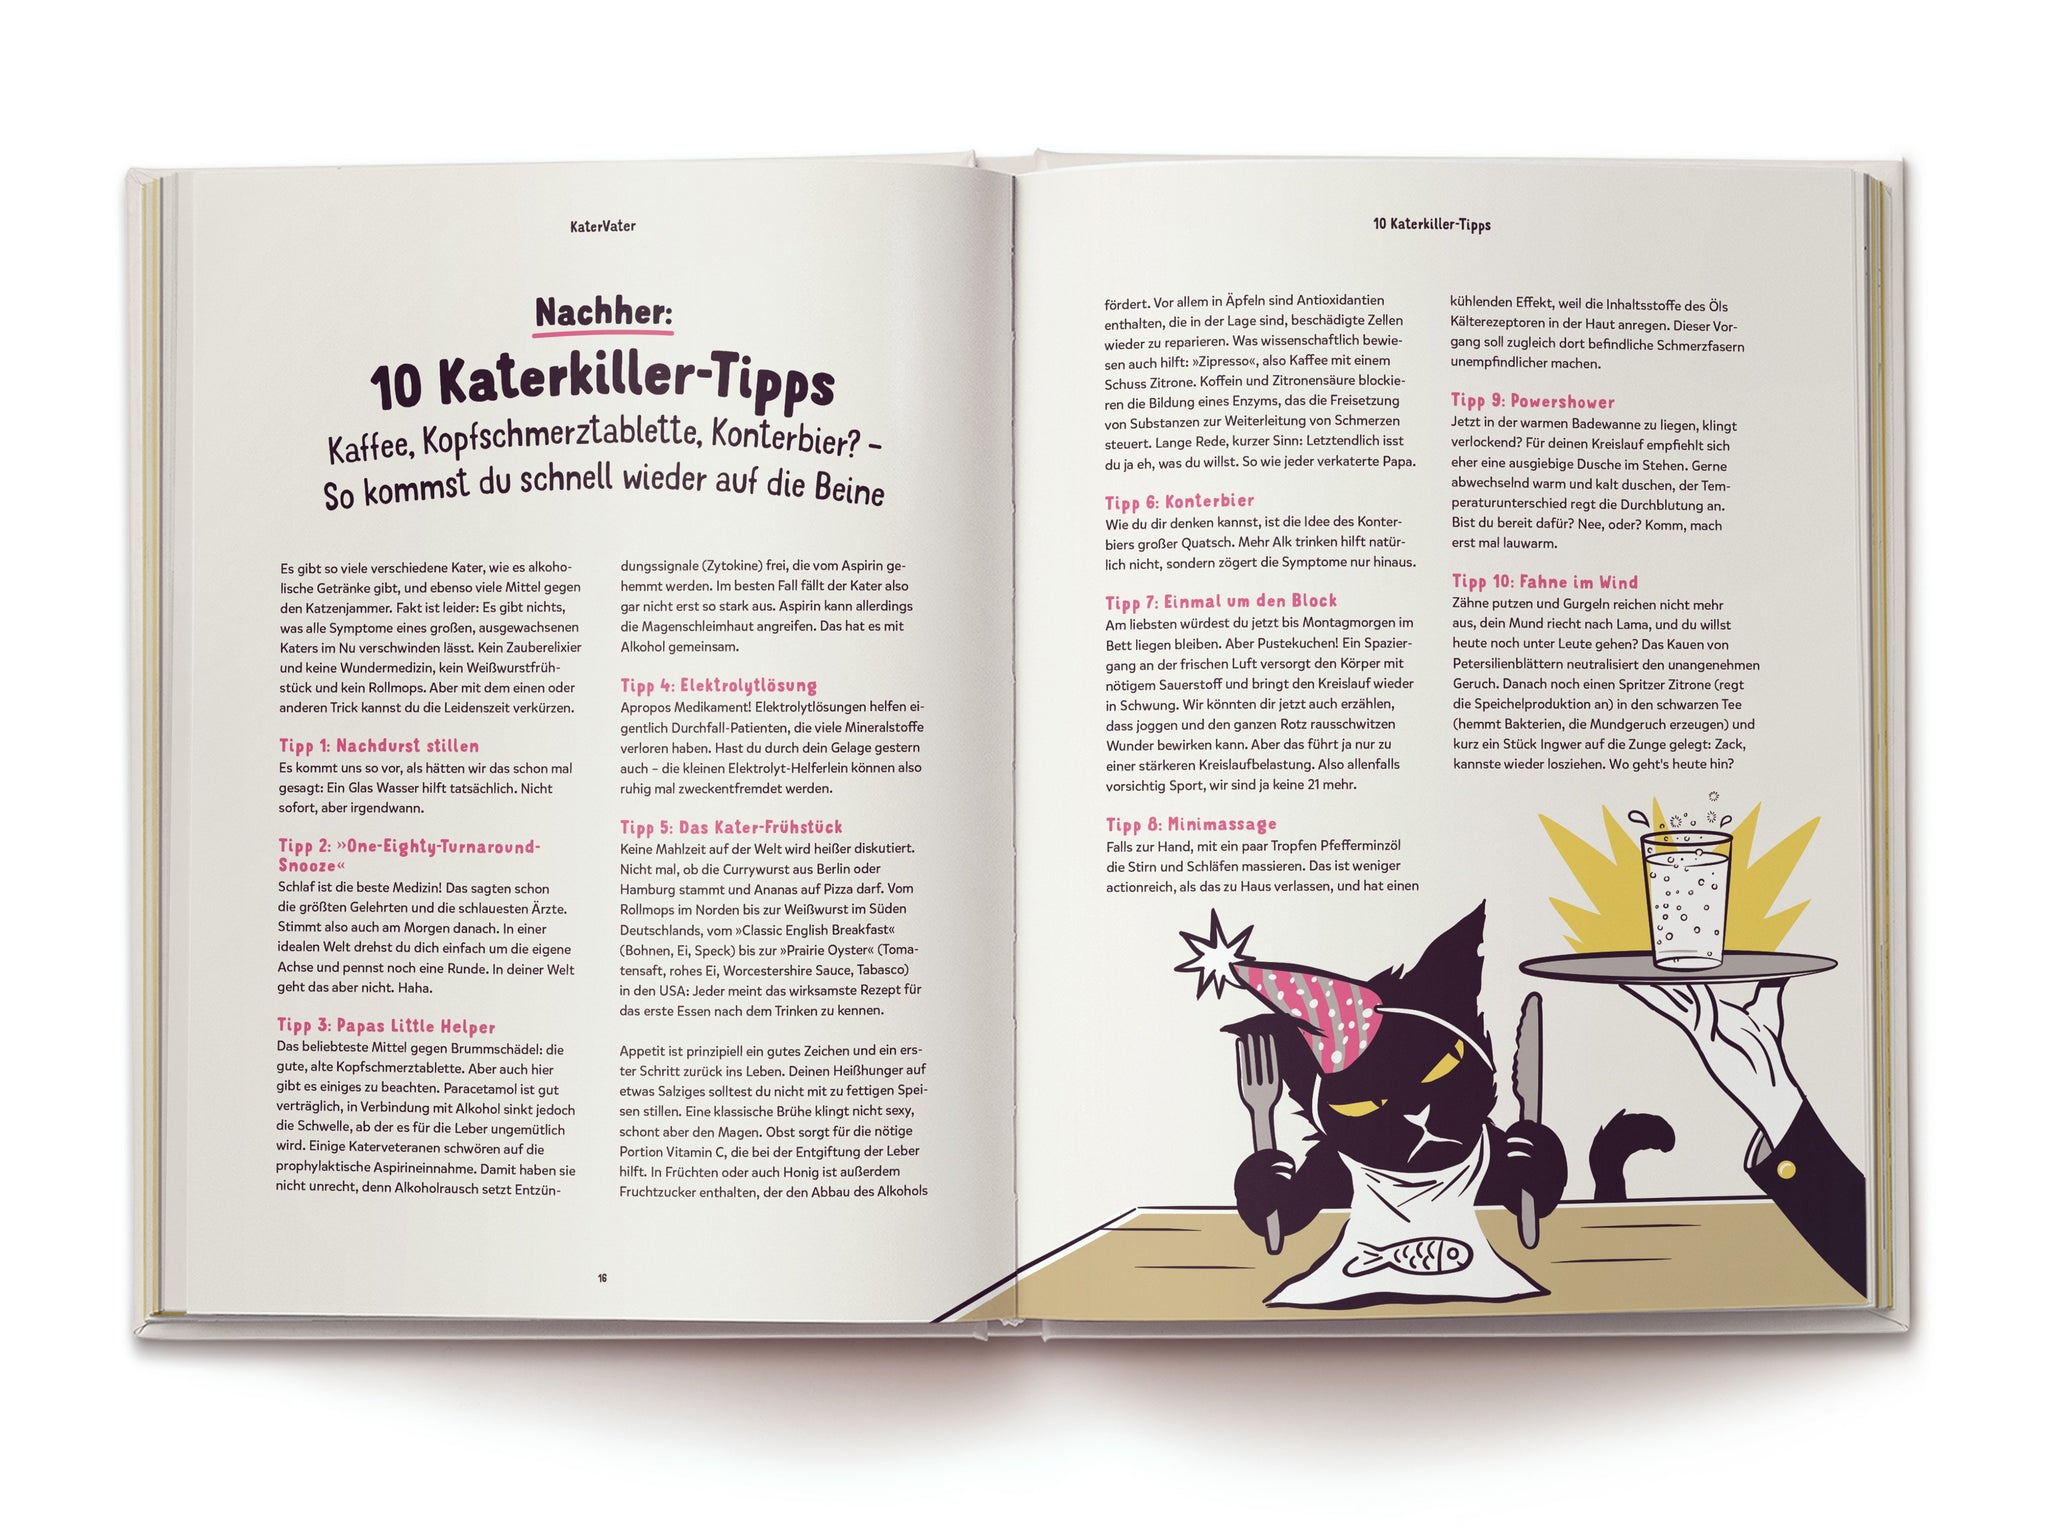 KaterVater
Nachher:
10 Katerkiller-Tipps
Kaffee, Kopfschmerztablette, Konterbier? –
So kommst du schnell wieder auf die Beine
Es gibt so viele verschiedene Kater, wie es alkoho-
lische Getränke gibt, und ebenso viele Mittel gegen
den Katzenjammer. Fakt ist leider: Es gibt nichts,
was alle Symptome eines großen, ausgewachsenen
Katers im Nu verschwinden lässt. Kein Zauberelixier
und keine Wundermedizin, kein Weißwurstfrüh-
stück und kein Rollmops. Aber mit dem einen oder
anderen Trick kannst du die Leidenszeit verkürzen.
Tipp 1: Nachdurst stillen
Es kommt uns so vor, als hätten wir das schon mal
gesagt: Ein Glas Wasser hilft tatsächlich. Nicht
sofort, aber irgendwann.
Tipp 2: »One-Eighty-Turnaround-
Snooze«
Schlaf ist die beste Medizin! Das sagten schon
die größten Gelehrten und die schlauesten Ärzte.
Stimmt also auch am Morgen danach. In einer
idealen Welt drehst du dich einfach um die eigene
Achse und pennst noch eine Runde. In deiner Welt
geht das aber nicht. Haha.
Tipp 3: Papas Little Helper
Das beliebteste Mittel gegen Brummschädel: die
gute, alte Kopfschmerztablette. Aber auch hier
gibt es einiges zu beachten. Paracetamol ist gut
verträglich, in Verbindung mit Alkohol sinkt jedoch
die Schwelle, ab der es für die Leber ungemütlich
wird. Einige Katerveteranen schwören auf die
prophylaktische Aspirineinnahme. Damit haben sie
nicht unrecht, denn Alkoholrausch setzt Entzün-
dungssignale (Zytokine) frei, die vom Aspirin ge-
hemmt werden. Im besten Fall fällt der Kater also
gar nicht erst so stark aus. Aspirin kann allerdings
die Magenschleimhaut angreifen. Das hat es mit
Alkohol gemeinsam.
Tipp 4: Elektrolytlösung
Apropos Medikament! Elektrolytlösungen helfen ei-
gentlich Durchfall-Patienten, die viele Mineralstoffe
verloren haben. Hast du durch dein Gelage gestern
auch – die kleinen Elektrolyt-Helferlein können also
ruhig mal zweckentfremdet werden.
Tipp 5: Das Kater-Frühstück
Keine Mahlzeit auf der Welt wird heißer diskutiert.
Nicht mal, ob die Currywurst aus Berlin oder
Hamburg stammt und Ananas auf Pizza darf. Vom
Rollmops im Norden bis zur Weißwurst im Süden
Deutschlands, vom »Classic English Breakfast«
(Bohnen, Ei, Speck) bis zur »Prairie Oyster« (Toma-
tensaft, rohes Ei, Worcestershire Sauce, Tabasco)
in den USA: Jeder meint das wirksamste Rezept für
das erste Essen nach dem Trinken zu kennen.
Appetit ist prinzipiell ein gutes Zeichen und ein ers-
ter Schritt zurück ins Leben. Deinen Heißhunger auf
etwas Salziges solltest du nicht mit zu fettigen Spei-
sen stillen. Eine klassische Brühe klingt nicht sexy,
schont aber den Magen. Obst sorgt für die nötige
Portion Vitamin C, die bei der Entgiftung der Leber
hilft. In Früchten oder auch Honig ist außerdem
Fruchtzucker enthalten, der den Abbau des Alkohols
16
10 Katerkiller-Tipps
fördert. Vor allem in Äpfeln sind Antioxidantien
enthalten, die in der Lage sind, beschädigte Zellen
wieder zu reparieren. Was wissenschaftlich bewie-
sen auch hilft: »Zipresso«, also Kaffee mit einem
Schuss Zitrone. Koffein und Zitronensäure blockie-
ren die Bildung eines Enzyms, das die Freisetzung
von Substanzen zur Weiterleitung von Schmerzen
steuert. Lange Rede, kurzer Sinn: Letztendlich isst
du ja eh, was du willst. So wie jeder verkaterte Papa.
Tipp 6: Konterbier
Wie du dir denken kannst, ist die Idee des Konter-
biers großer Quatsch. Mehr Alk trinken hilft natür-
lich nicht, sondern zögert die Symptome nur hinaus.
Tipp 7: Einmal um den Block
Am liebsten würdest du jetzt bis Montagmorgen im
Bett liegen bleiben. Aber Pustekuchen! Ein Spazier-
gang an der frischen Luft versorgt den Körper mit
nötigem Sauerstoff und bringt den Kreislauf wieder
in Schwung. Wir könnten dir jetzt auch erzählen,
dass joggen und den ganzen Rotz rausschwitzen
Wunder bewirken kann. Aber das führt ja nur zu
einer stärkeren Kreislaufbelastung. Also allenfalls
vorsichtig Sport, wir sind ja keine 21 mehr.
Tipp 8: Minimassage
Falls zur Hand, mit ein paar Tropfen Pfefferminzöl
die Stirn und Schläfen massieren. Das ist weniger
actionreich, als das zu Haus verlassen, und hat einen
kühlenden Effekt, weil die Inhaltsstoffe des Öls
Kälterezeptoren in der Haut anregen. Dieser Vor-
gang soll zugleich dort befindliche Schmerzfasern
unempfindlicher machen.
Tipp 9: Powershower
Jetzt in der warmen Badewanne zu liegen, klingt
verlockend? Für deinen Kreislauf empfiehlt sich
eher eine ausgiebige Dusche im Stehen. Gerne
abwechselnd warm und kalt duschen, der Tem-
peraturunterschied regt die Durchblutung an.
Bist du bereit dafür? Nee, oder? Komm, mach
erst mal lauwarm.
Tipp 10: Fahne im Wind
Zähne putzen und Gurgeln reichen nicht mehr
aus, dein Mund riecht nach Lama, und du willst
heute noch unter Leute gehen? Das Kauen von
Petersilienblättern neutralisiert den unangenehmen
Geruch. Danach noch einen Spritzer Zitrone (regt
die Speichelproduktion an) in den schwarzen Tee
(hemmt Bakterien, die Mundgeruch erzeugen) und
kurz ein Stück Ingwer auf die Zunge gelegt: Zack,
kannste wieder losziehen. Wo geht's heute hin?